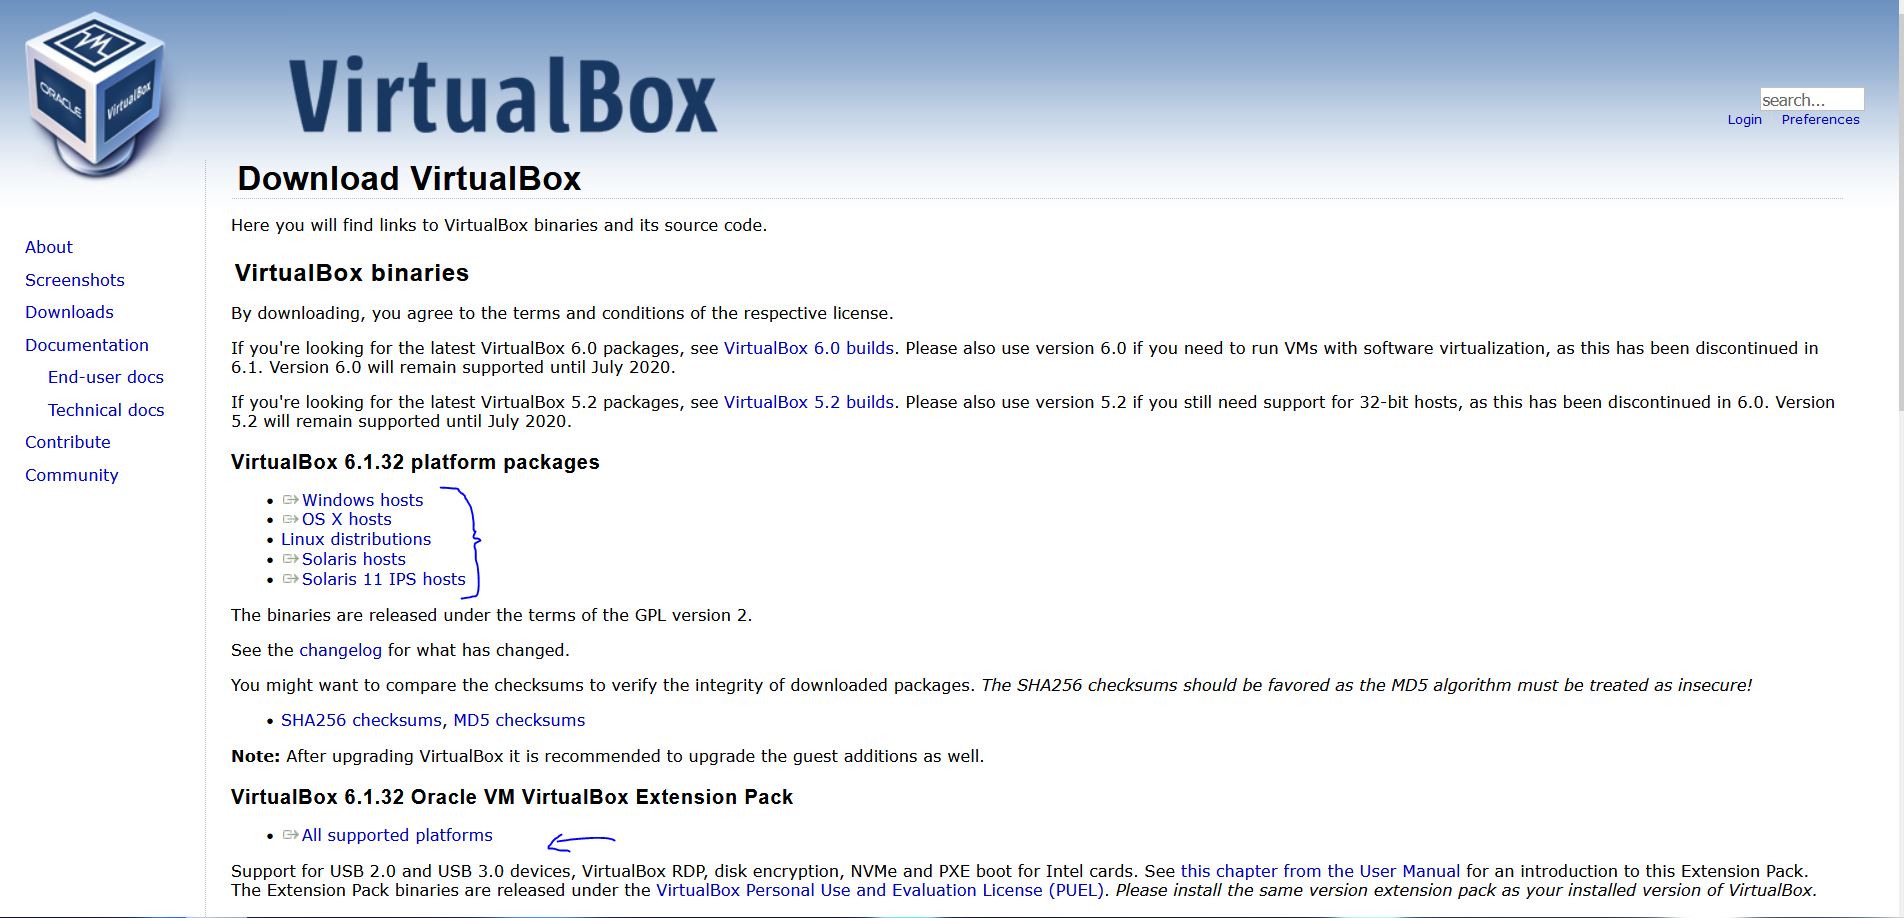 ORACLE
VirtualBox
VirtualBox
search...
Login Preferences
About
Screenshots
Downloads
Documentation
End-user docs
Technical docs
Contribute
Community
Download VirtualBox
Here you will find links to VirtualBox binaries and its source code.
VirtualBox binaries
By downloading, you agree to the terms and conditions of the respective license.
If you're looking for the latest VirtualBox 6.0 packages, see VirtualBox 6.0 builds. Please also use version 6.0 if you need to run VMs with software virtualization, as this has been discontinued in
6.1. Version 6.0 will remain supported until July 2020.
If you're looking for the latest VirtualBox 5.2 packages, see VirtualBox 5.2 builds. Please also use version 5.2 if you still need support for 32-bit hosts, as this has been discontinued in 6.0. Version
5.2 will remain supported until July 2020.
VirtualBox 6.1.32 platform packages
• Windows hosts
• OS X hosts
• Linux distributions
• Solaris hosts
• Solaris 11 IPS hosts
The binaries are released under the terms of the GPL version 2.
See the changelog for what has changed.
You might want to compare the checksums to verify the integrity of downloaded packages. The SHA256 checksums should be favored as the MD5 algorithm must be treated as insecure!
• SHA256 checksums, MD5 checksums
Note: After upgrading VirtualBox it is recommended to upgrade the guest additions as well.
VirtualBox 6.1.32 Oracle VM VirtualBox Extension Pack
• All supported platforms
Support for USB 2.0 and USB 3.0 devices, VirtualBox RDP, disk encryption, NVMe and PXE boot for Intel cards. See this chapter from the User Manual for an introduction to this Extension Pack.
The Extension Pack binaries are released under the VirtualBox Personal Use and Evaluation License (PUEL). Please install the same version extension pack as your installed version of VirtualBox.